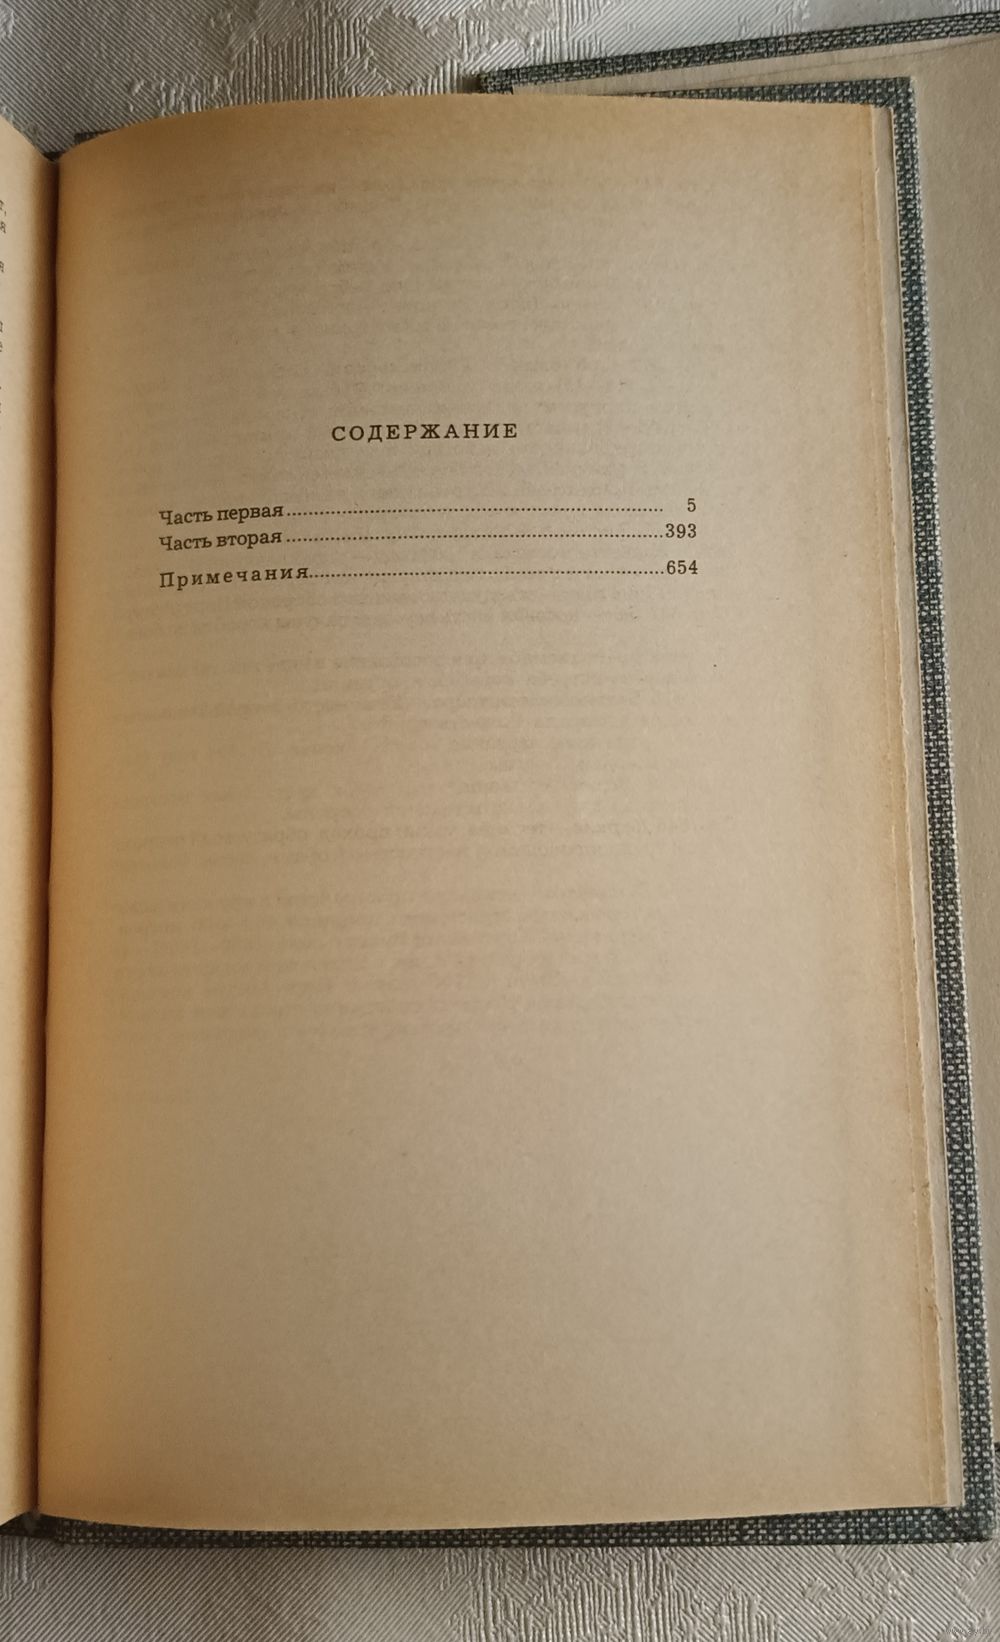 СОДЕРЖАНИЕ
Часть первая........................................................................ 5
Часть вторая........................................................................393
Примечания....................................................................654